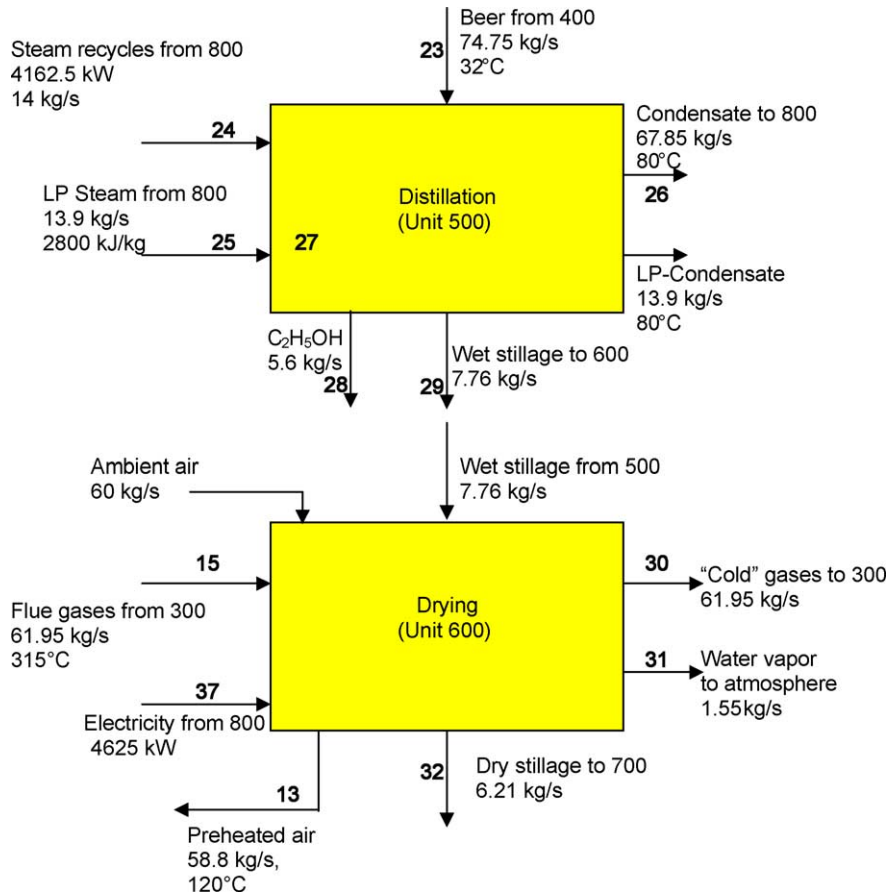 Beer from 400
74.75 kg/s
32°C
23
Steam recycles from 800
4162.5 kW
14 kg/s
24
LP Steam from 800
13.9 kg/s
2800 kJ/kg
25
27
Distillation
(Unit 500)
Condensate to 800
67.85 kg/s
80°C
26
LP-Condensate
13.9 kg/s
80°C
C₂H₅OH
5.6 kg/s
28
Wet stillage to 600
7.76 kg/s
29
Ambient air
60 kg/s
Wet stillage from 500
7.76 kg/s
15
Flue gases from 300
61.95 kg/s
315°C
37
Electricity from 800
4625 kW
Drying
(Unit 600)
30
“Cold” gases to 300
61.95 kg/s
31
Water vapor
to atmosphere
1.55kg/s
13
Preheated air
58.8 kg/s,
120°C
32
Dry stillage to 700
6.21 kg/s